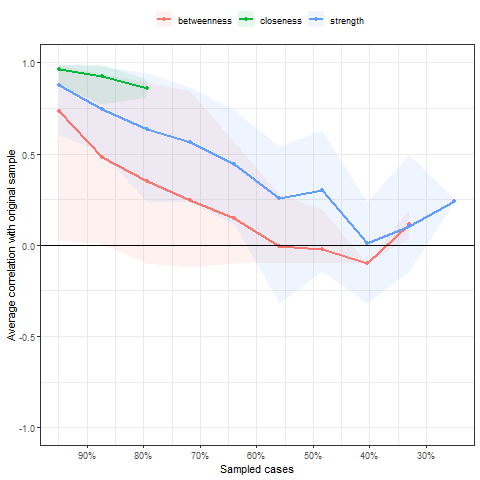 betweenness closeness strength
1.0
0.5
0.0
-0.5
-1.0
Average correlation with original sample
90% 80% 70% 60% 50% 40% 30%
Sampled cases